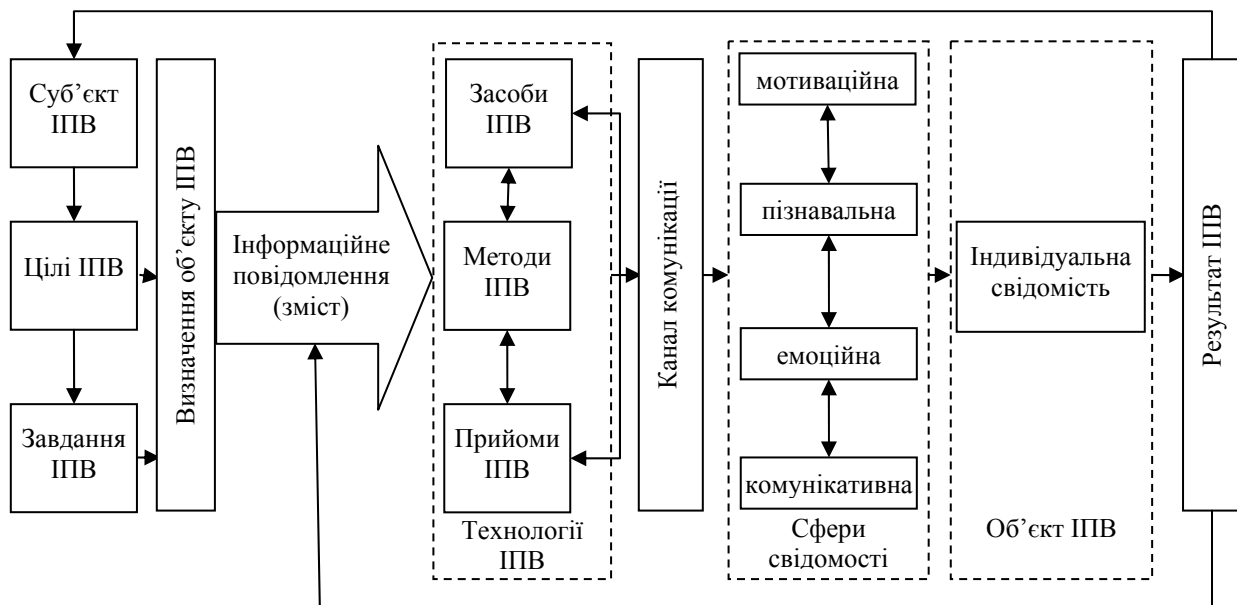 Суб’єкт
ІПВ
Цілі ІПВ
Завдання
ІПВ
Визначення об’єкту ІПВ
Інформаційне
повідомлення
(зміст)
Засоби
ІПВ
Методи
ІПВ
Прийоми
ІПВ
Технології
ІПВ
Канал комунікації
мотиваційна
пізнавальна
емоційна
комунікативна
Сфери
свідомості
Індивідуальна
свідомість
Об’єкт ІПВ
Результат ІПВ